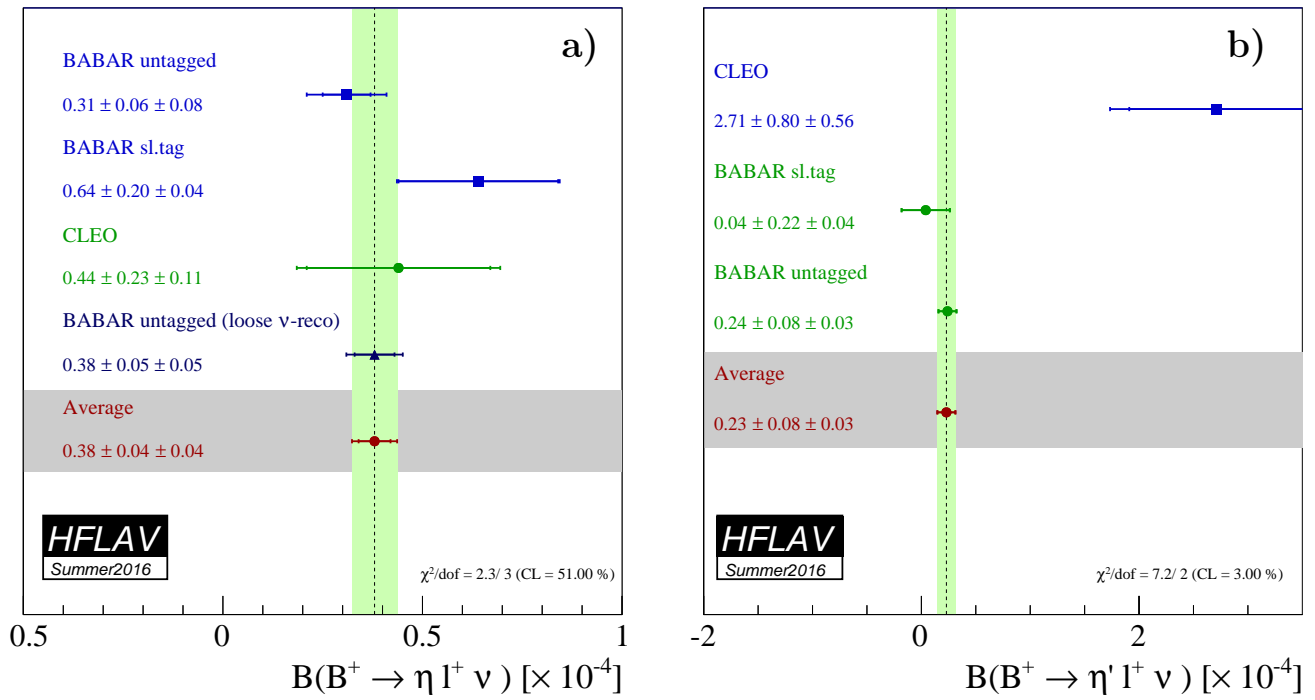 a)
BABAR untagged
0.31 ± 0.06 ± 0.08
BABAR sl.tag
0.64 ± 0.20 ± 0.04
CLEO
0.44 ± 0.23 ± 0.11
BABAR untagged (loose ν-reco)
0.38 ± 0.05 ± 0.05
Average
0.38 ± 0.04 ± 0.04
HFLAV
Summer2016
χ²/dof = 2.3/ 3 (CL = 51.00 %)
0.5 0 0.5 1
B(B⁺ → η l⁺ ν ) [× 10⁻⁴]
b)
CLEO
2.71 ± 0.80 ± 0.56
BABAR sl.tag
0.04 ± 0.22 ± 0.04
BABAR untagged
0.24 ± 0.08 ± 0.03
Average
0.23 ± 0.08 ± 0.03
HFLAV
Summer2016
χ²/dof = 7.2/ 2 (CL = 3.00 %)
-2 0 2
B(B⁺ → η' l⁺ ν ) [× 10⁻⁴]